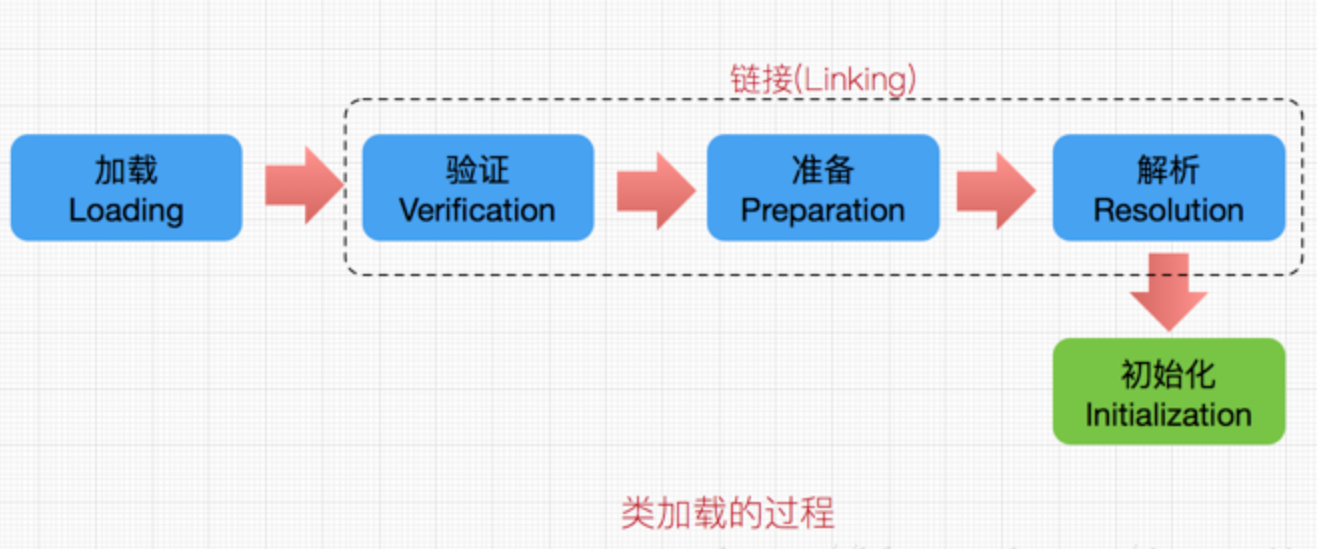 链接(Linking)
加载
Loading
验证
Verification
准备
Preparation
解析
Resolution
初始化
Initialization
类加载的过程